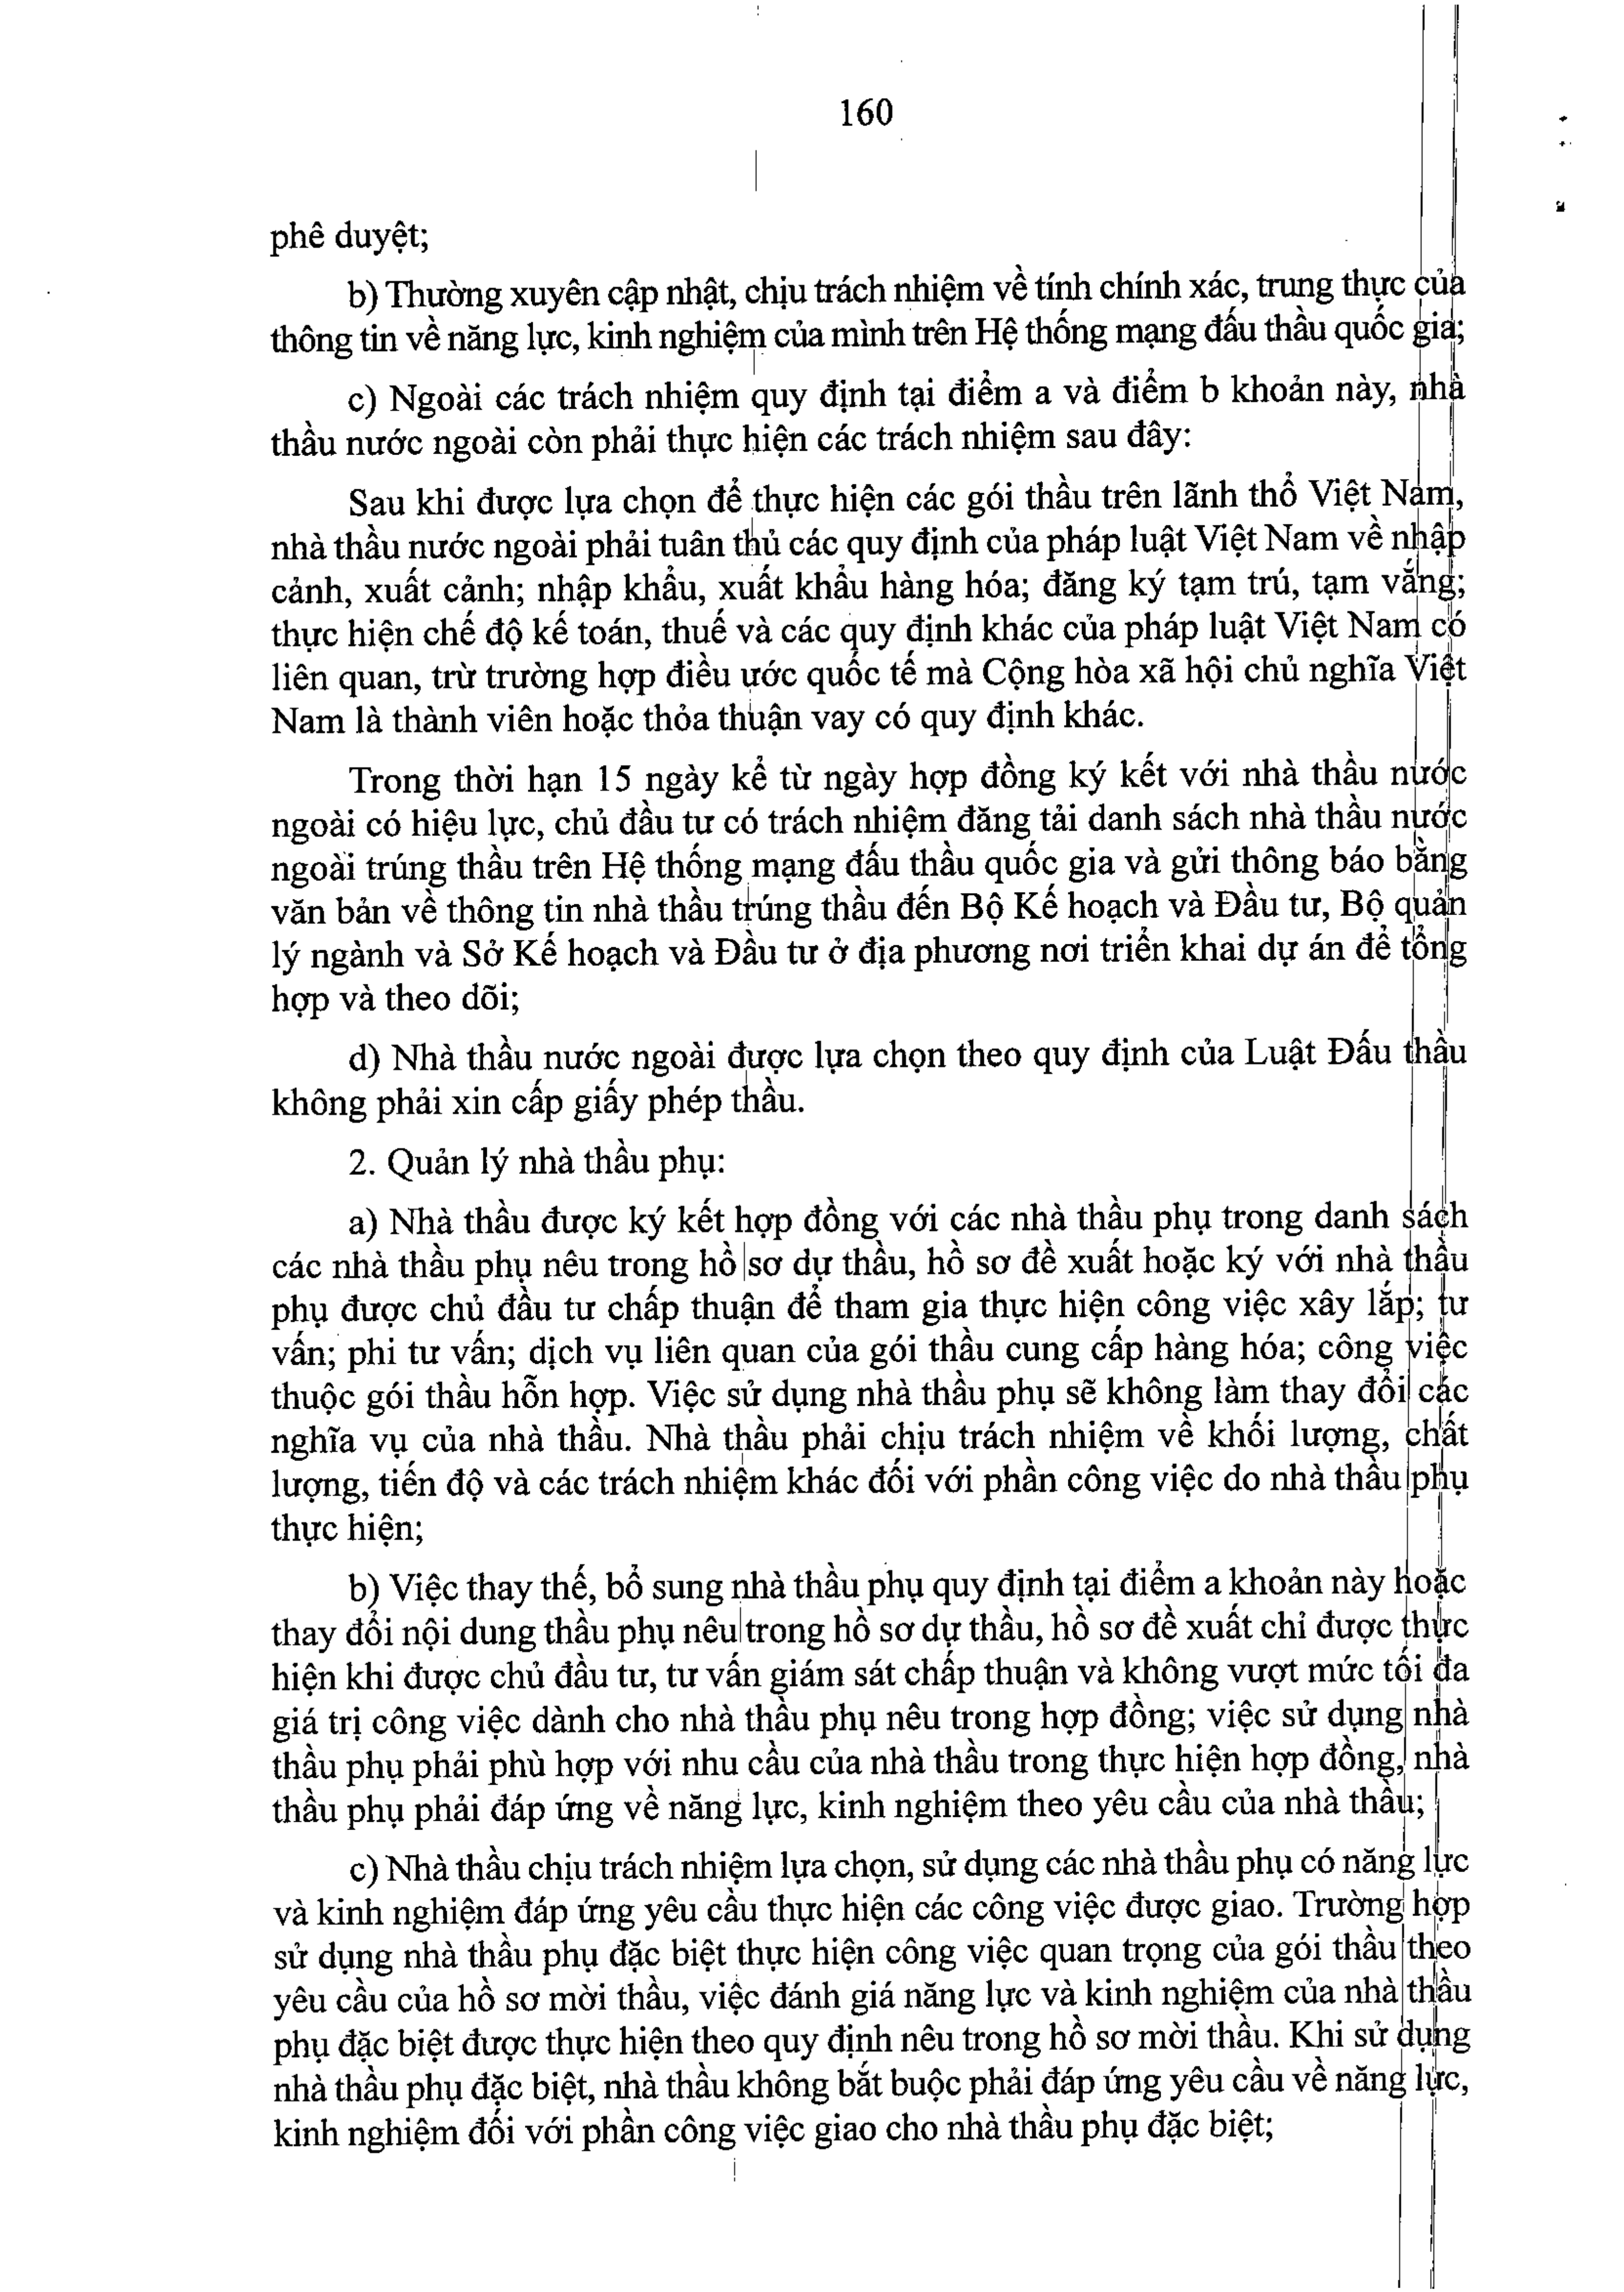 160
phê duyệt;
b) Thường xuyên cập nhật, chịu trách nhiệm về tính chính xác, trung thực của
thông tin về năng lực, kinh nghiệm của mình trên Hệ thống mạng đấu thầu quốc gia;
c) Ngoài các trách nhiệm quy định tại điểm a và điểm b khoản này, nhà
thầu nước ngoài còn phải thực hiện các trách nhiệm sau đây:
Sau khi được lựa chọn để thực hiện các gói thầu trên lãnh thổ Việt Nam,
nhà thầu nước ngoài phải tuân thủ các quy định của pháp luật Việt Nam về nhập
cảnh, xuất cảnh; nhập khẩu, xuất khẩu hàng hóa; đăng ký tạm trú, tạm vắng;
thực hiện chế độ kế toán, thuế và các quy định khác của pháp luật Việt Nam có
liên quan, trừ trường hợp điều ước quốc tế mà Cộng hòa xã hội chủ nghĩa Việt
Nam là thành viên hoặc thỏa thuận vay có quy định khác.
Trong thời hạn 15 ngày kể từ ngày hợp đồng ký kết với nhà thầu nước
ngoài có hiệu lực, chủ đầu tư có trách nhiệm đăng tải danh sách nhà thầu nước
ngoài trúng thầu trên Hệ thống mạng đấu thầu quốc gia và gửi thông báo bằng
văn bản về thông tin nhà thầu trúng thầu đến Bộ Kế hoạch và Đầu tư, Bộ quản
lý ngành và Sở Kế hoạch và Đầu tư ở địa phương nơi triển khai dự án để tổng
hợp và theo dõi;
d) Nhà thầu nước ngoài được lựa chọn theo quy định của Luật Đấu thầu
không phải xin cấp giấy phép thầu.
2. Quản lý nhà thầu phụ:
a) Nhà thầu được ký kết hợp đồng với các nhà thầu phụ trong danh sách
các nhà thầu phụ nêu trong hồ sơ dự thầu, hồ sơ đề xuất hoặc ký với nhà thầu
phụ được chủ đầu tư chấp thuận để tham gia thực hiện công việc xây lắp; tư
vấn; phi tư vấn; dịch vụ liên quan của gói thầu cung cấp hàng hóa; công việc
thuộc gói thầu hỗn hợp. Việc sử dụng nhà thầu phụ sẽ không làm thay đổi các
nghĩa vụ của nhà thầu. Nhà thầu phải chịu trách nhiệm về khối lượng, chất
lượng, tiến độ và các trách nhiệm khác đối với phần công việc do nhà thầu phụ
thực hiện;
b) Việc thay thế, bổ sung nhà thầu phụ quy định tại điểm a khoản này hoặc
thay đổi nội dung thầu phụ nêu trong hồ sơ dự thầu, hồ sơ đề xuất chỉ được thực
hiện khi được chủ đầu tư, tư vấn giám sát chấp thuận và không vượt mức tối đa
giá trị công việc dành cho nhà thầu phụ nêu trong hợp đồng; việc sử dụng nhà
thầu phụ phải phù hợp với nhu cầu của nhà thầu trong thực hiện hợp đồng, nhà
thầu phụ phải đáp ứng về năng lực, kinh nghiệm theo yêu cầu của nhà thầu;
c) Nhà thầu chịu trách nhiệm lựa chọn, sử dụng các nhà thầu phụ có năng lực
và kinh nghiệm đáp ứng yêu cầu thực hiện các công việc được giao. Trường hợp
sử dụng nhà thầu phụ đặc biệt thực hiện công việc quan trọng của gói thầu theo
yêu cầu của hồ sơ mời thầu, việc đánh giá năng lực và kinh nghiệm của nhà thầu
phụ đặc biệt được thực hiện theo quy định nêu trong hồ sơ mời thầu. Khi sử dụng
nhà thầu phụ đặc biệt, nhà thầu không bắt buộc phải đáp ứng yêu cầu về năng lực,
kinh nghiệm đối với phần công việc giao cho nhà thầu phụ đặc biệt;